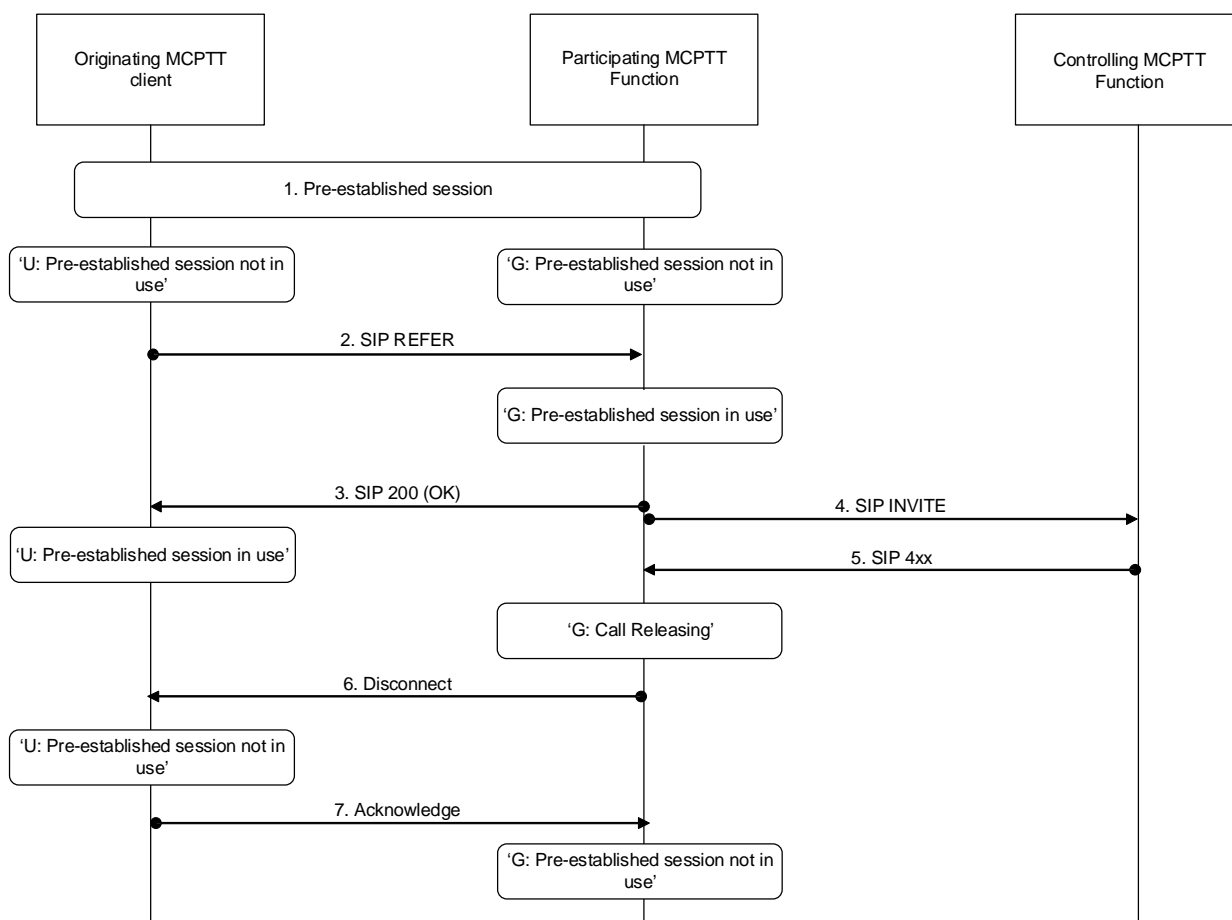 Originating MCPTT
client
Participating MCPTT
Function
Controlling MCPTT
Function
1. Pre-established session
‘U: Pre-established session not in
use’
‘G: Pre-established session not in
use’
2. SIP REFER
‘G: Pre-established session in use’
3. SIP 200 (OK)
4. SIP INVITE
‘U: Pre-established session in use’
5. SIP 4xx
‘G: Call Releasing’
6. Disconnect
‘U: Pre-established session not in
use’
7. Acknowledge
‘G: Pre-established session not in
use’